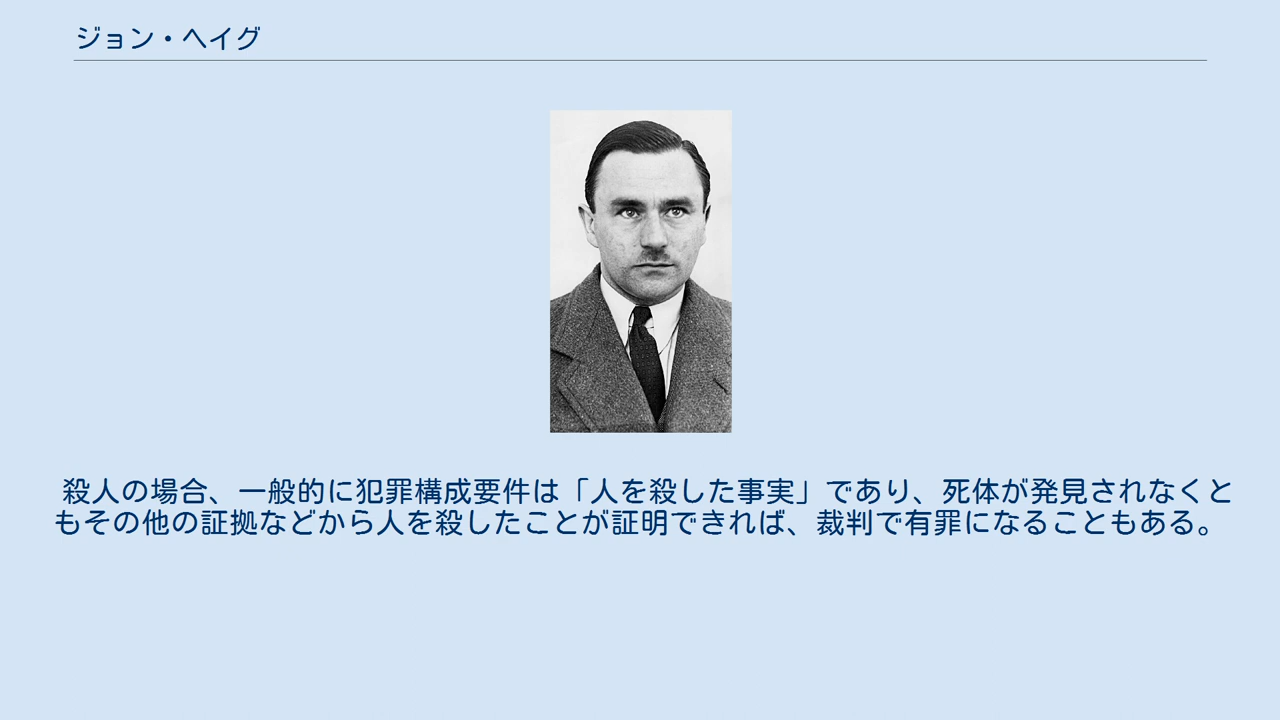 ジョン・ヘイグ
殺人の場合、一般的に犯罪構成要件は「人を殺した事実」であり、死体が発見されなくと
もその他の証拠などから人を殺したことが証明できれば、裁判で有罪になることもある。